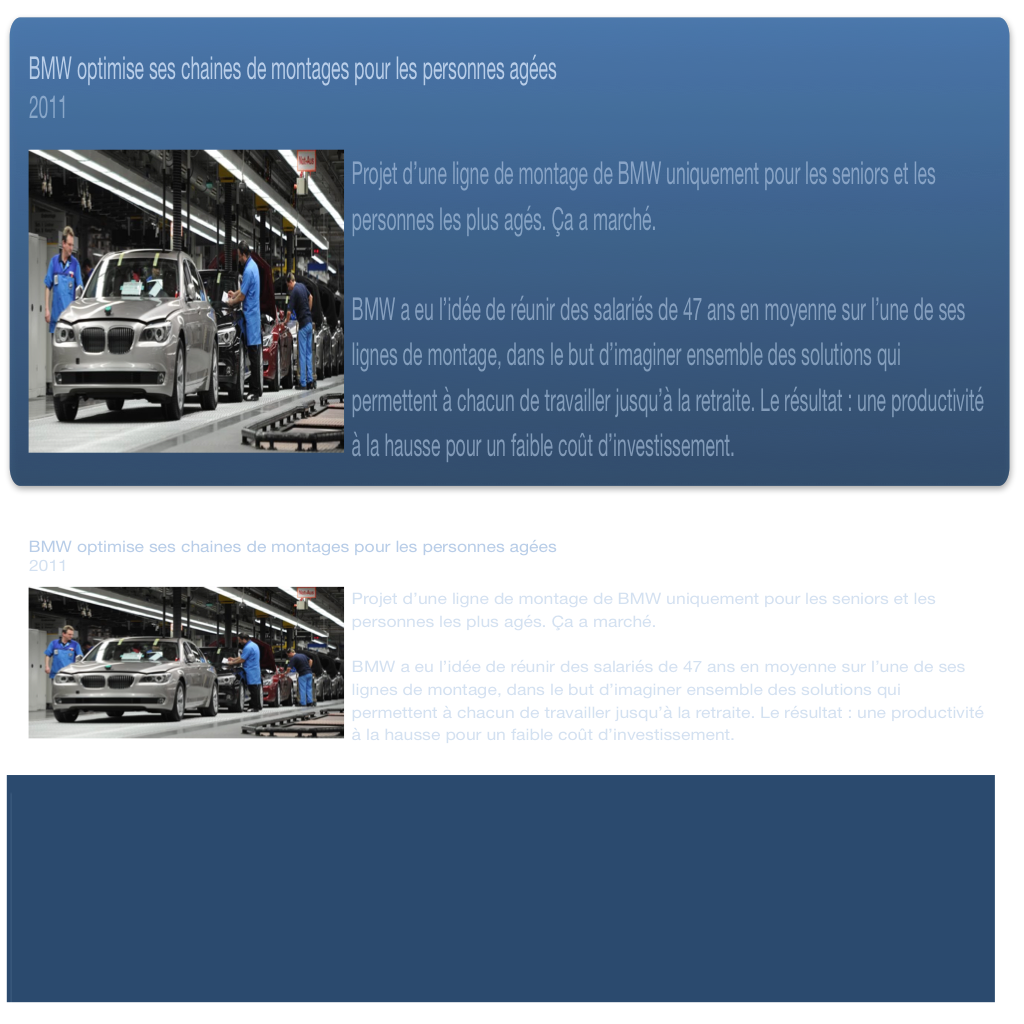 BMW optimise ses chaines de montages pour les personnes agées
2011
Not-Aus
Projet d’une ligne de montage de BMW uniquement pour les seniors et les
personnes les plus agés. Ça a marché.
BMW a eu l’idée de réunir des salariés de 47 ans en moyenne sur l’une de ses
lignes de montage, dans le but d’imaginer ensemble des solutions qui
permettent à chacun de travailler jusqu’à la retraite. Le résultat : une productivité
à la hausse pour un faible coût d’investissement.
BMW optimise ses chaines de montages pour les personnes agées
2011
Projet d’une ligne de montage de BMW uniquement pour les seniors et les
personnes les plus agés. Ça a marché.
BMW a eu l’idée de réunir des salariés de 47 ans en moyenne sur l’une de ses
lignes de montage, dans le but d’imaginer ensemble des solutions qui
permettent à chacun de travailler jusqu’à la retraite. Le résultat : une productivité
à la hausse pour un faible coût d’investissement.